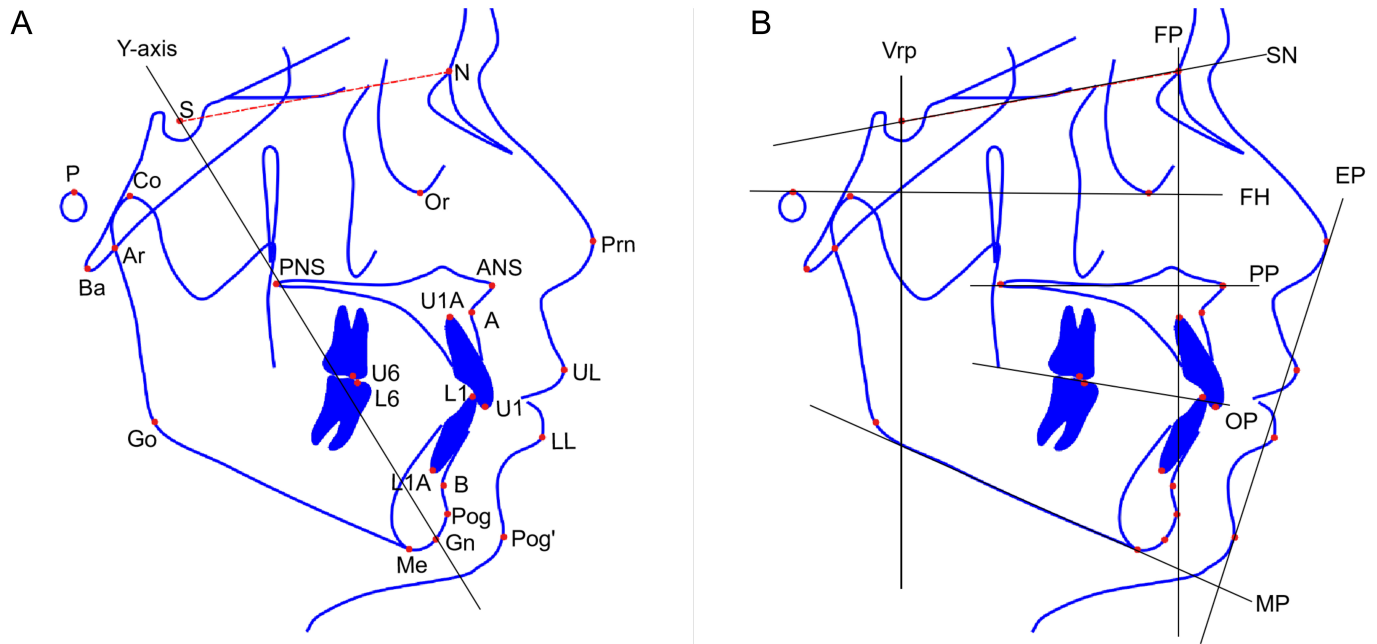 A
Y-axis
N
S
P
Co
Or
Ar
Prn
Ba
PNS
ANS
U1A
A
U6
L6
L1
U1
UL
Go
LL
L1A
B
Pog
Gn
Pog'
Me
B
Vrp
FP
SN
EP
FH
PP
OP
MP